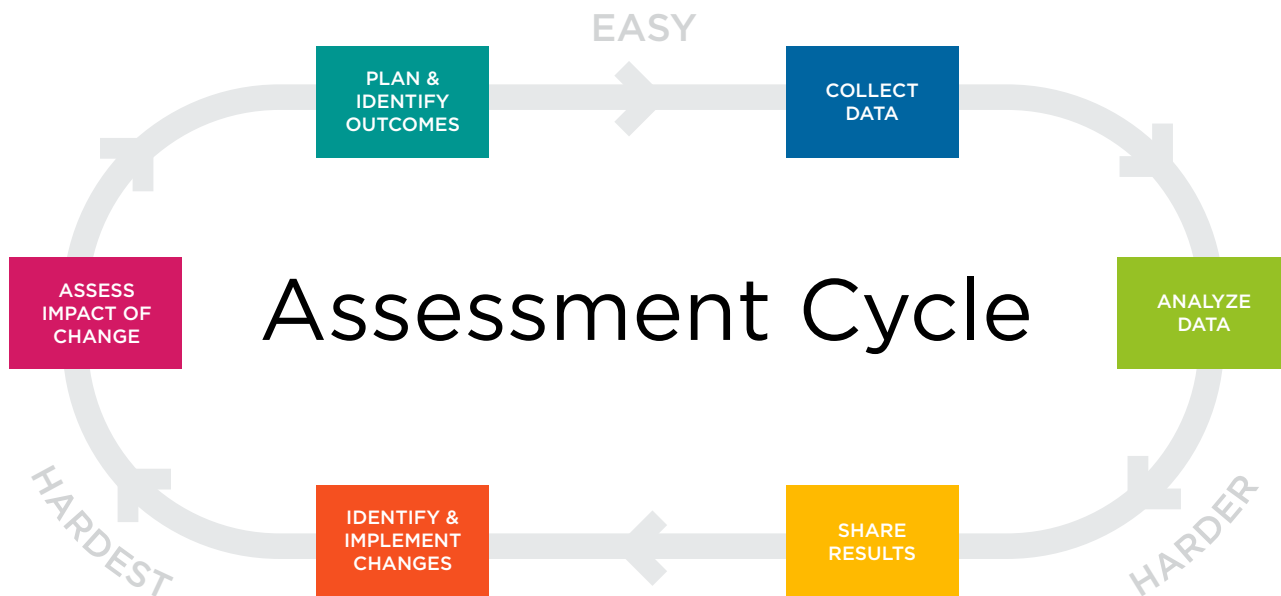 EASY
PLAN &
IDENTIFY
OUTCOMES
COLLECT
DATA
ASSESS
IMPACT OF
CHANGE
Assessment Cycle
ANALYZE
DATA
HARDEST
IDENTIFY &
IMPLEMENT
CHANGES
SHARE
RESULTS
HARDER